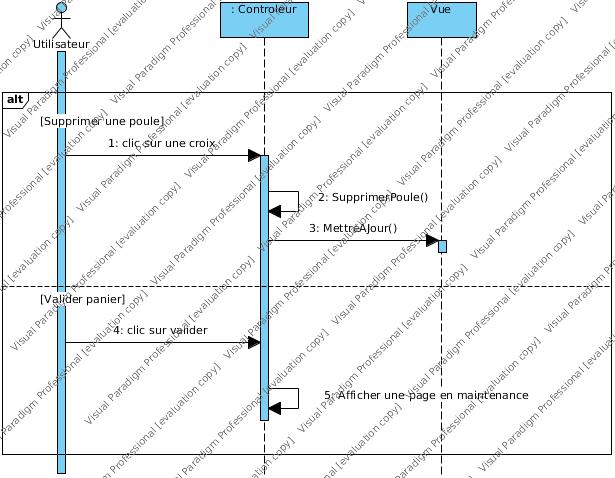 : Controleur
Vue
Utilisateur
alt
[Supprimer une poule]
1: clic sur une croix
2: SupprimerPoule()
3: MettreAJour()
[Valider panier]
4: clic sur valider
5: Afficher une page en maintenance
Visual Paradigm Professional [evaluation copy]